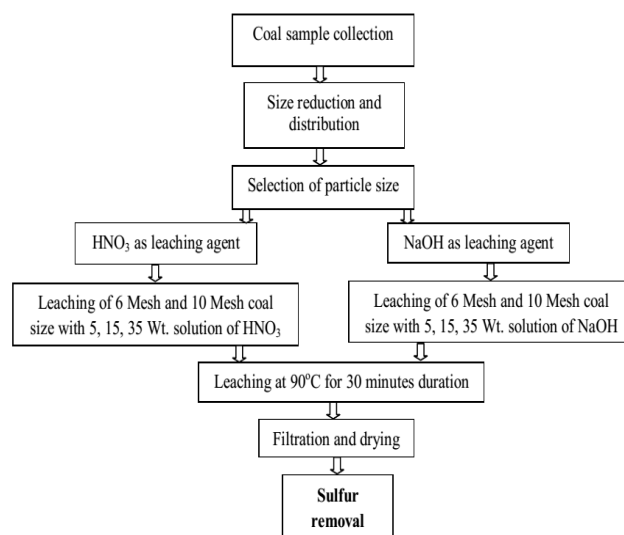 Coal sample collection
Size reduction and
distribution
Selection of particle size
HNO₃ as leaching agent
NaOH as leaching agent
Leaching of 6 Mesh and 10 Mesh coal
size with 5, 15, 35 Wt. solution of HNO₃
Leaching of 6 Mesh and 10 Mesh coal
size with 5, 15, 35 Wt. solution of NaOH
Leaching at 90°C for 30 minutes duration
Filtration and drying
Sulfur
removal